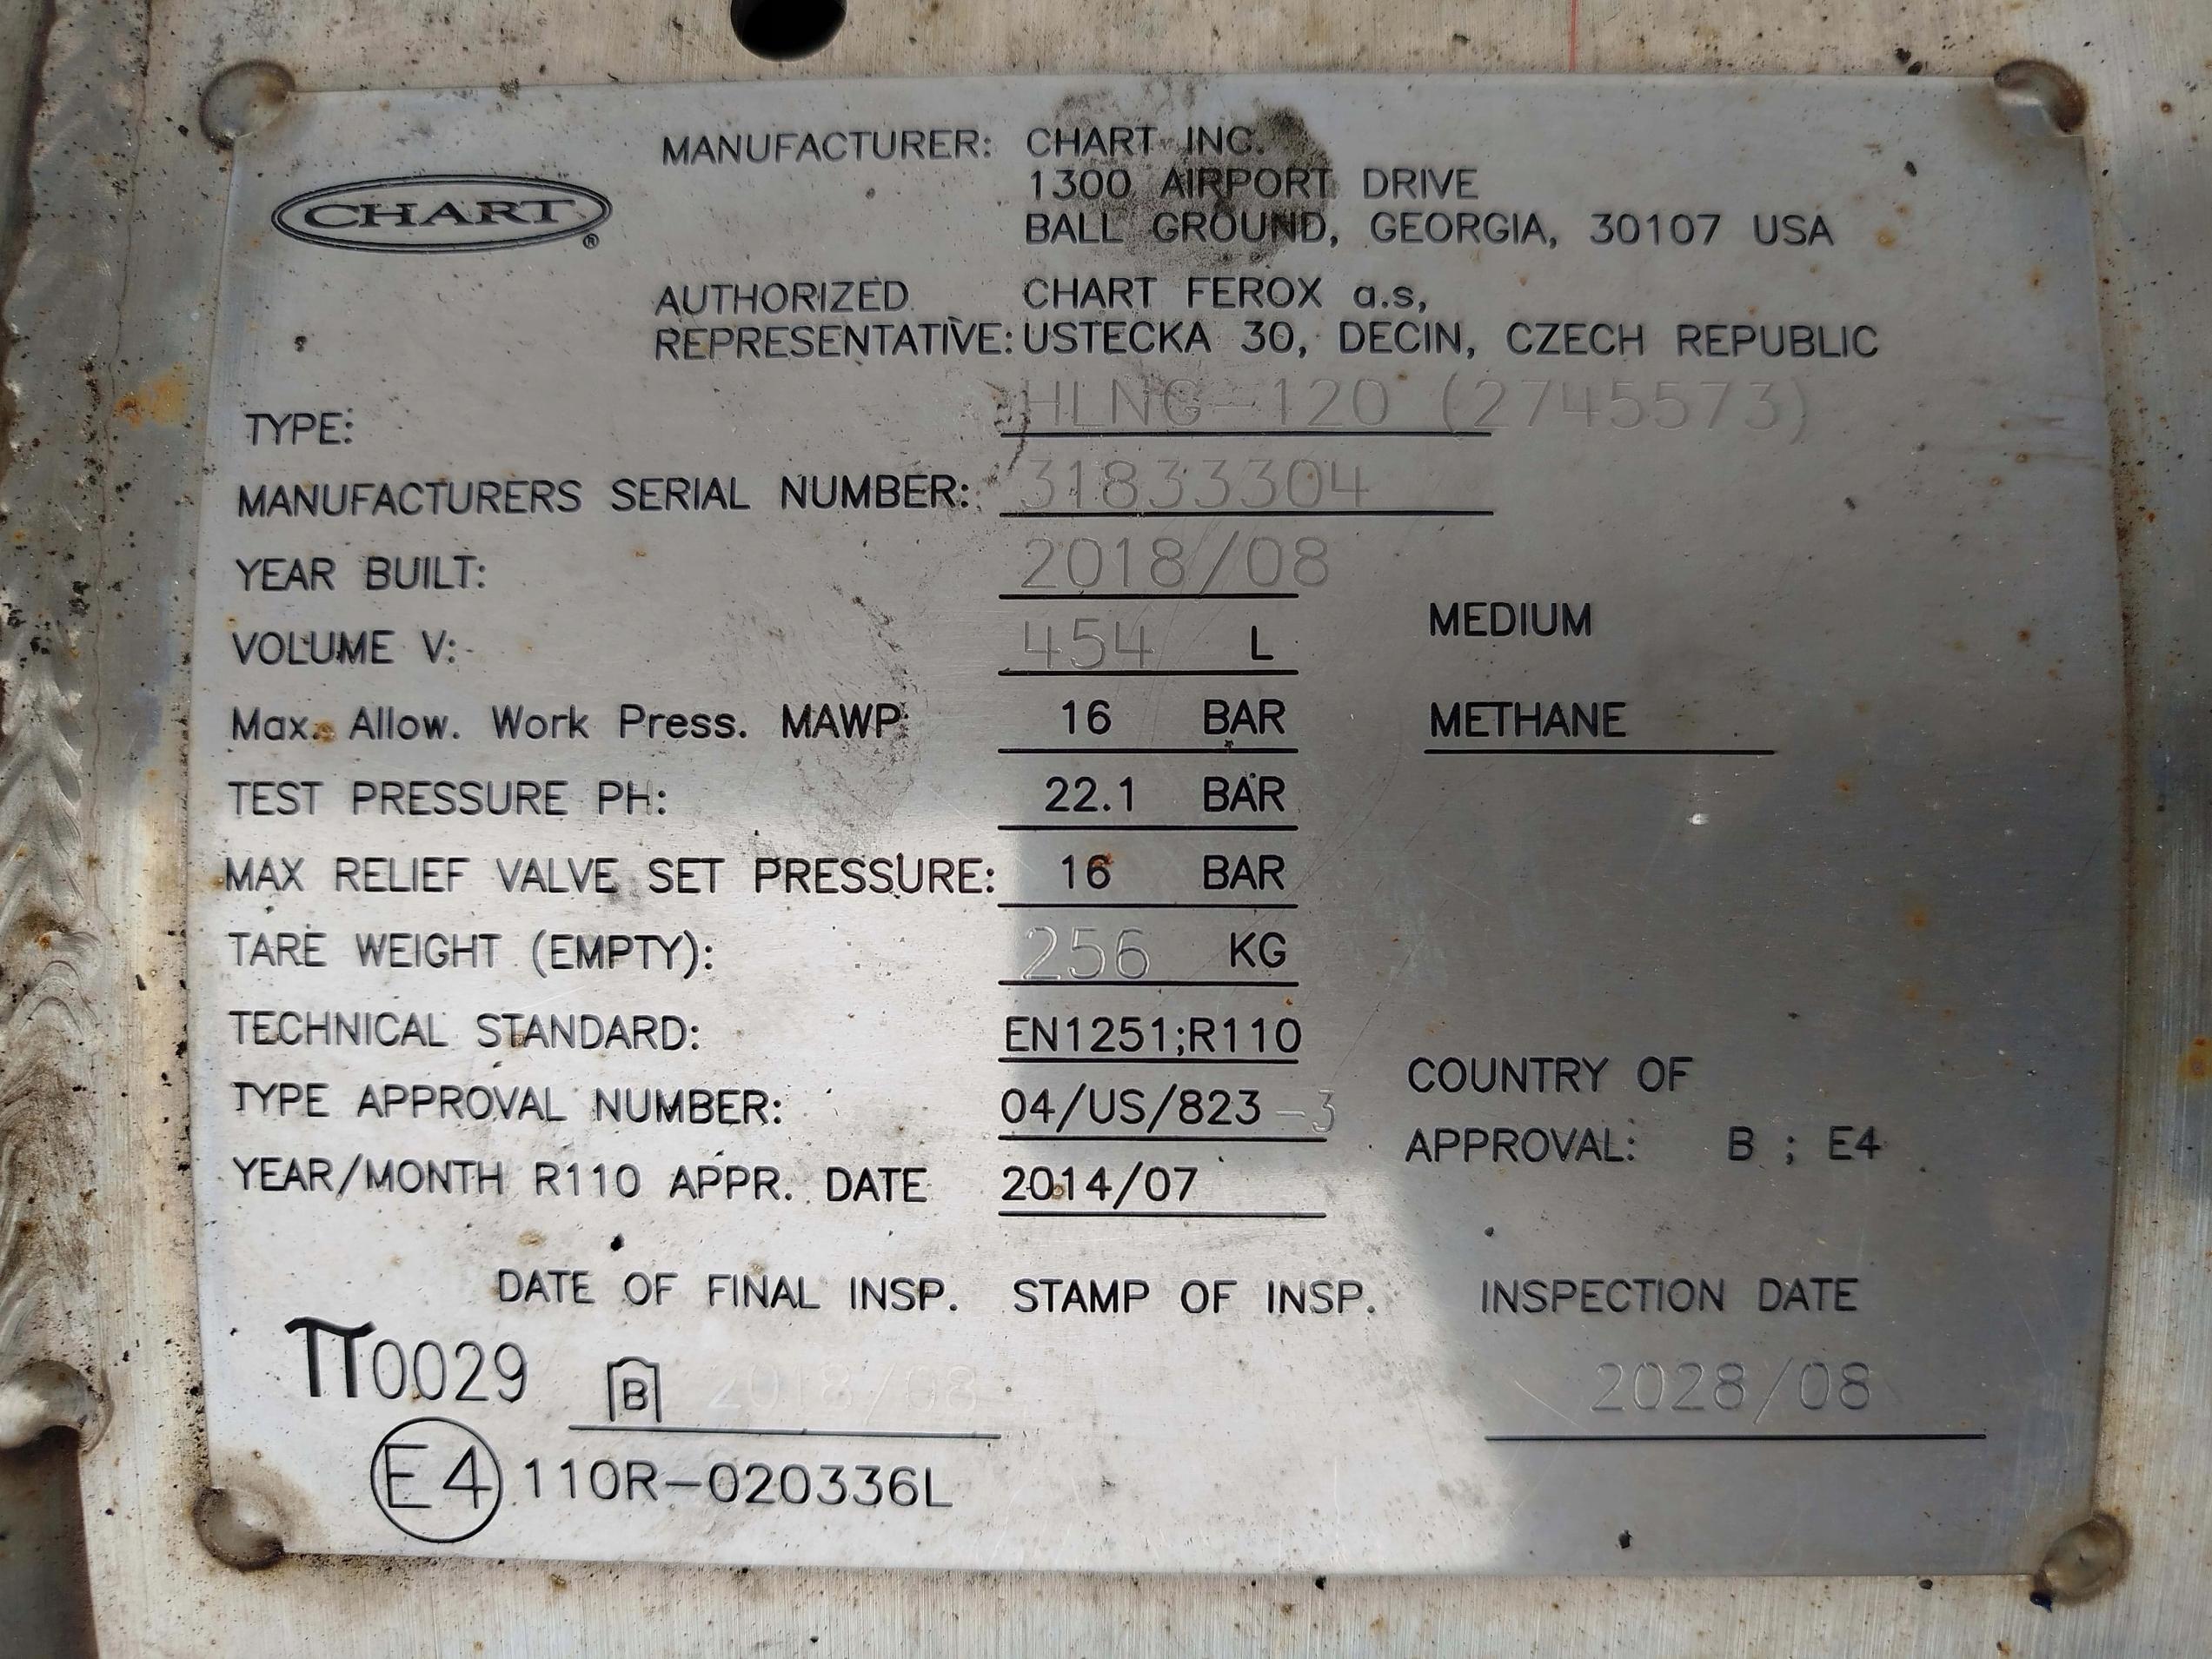 MANUFACTURER: CHART INC.
1300 AIRPORT DRIVE
BALL GROUND, GEORGIA, 30107 USA
CHART®
AUTHORIZED CHART FEROX a.s,
REPRESENTATIVE: USTECKA 30, DECIN, CZECH REPUBLIC
TYPE: HLNG-120 (2745573)
MANUFACTURERS SERIAL NUMBER: 31833304
YEAR BUILT: 2018/08
VOLUME V: 454 L
MEDIUM
Max. Allow. Work Press. MAWP: 16 BAR
METHANE
TEST PRESSURE PH: 22.1 BAR
MAX RELIEF VALVE SET PRESSURE: 16 BAR
TARE WEIGHT (EMPTY): 256 KG
TECHNICAL STANDARD: EN1251;R110
TYPE APPROVAL NUMBER: 04/US/823-3
COUNTRY OF
APPROVAL: B ; E4
YEAR/MONTH R110 APPR. DATE 2014/07
DATE OF FINAL INSP. STAMP OF INSP. INSPECTION DATE
π0029 B 2018/08 2028/08
E4 110R-020336L